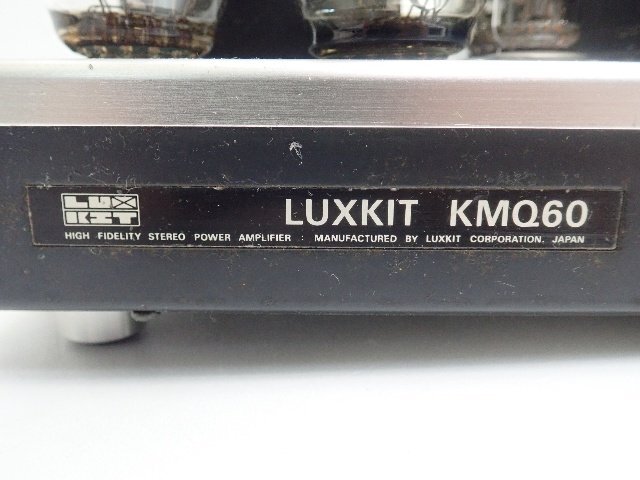 LUX
KIT
LUXKIT KMQ60
HIGH FIDELITY STEREO POWER AMPLIFIER : MANUFACTURED BY LUXKIT CORPORATION. JAPAN